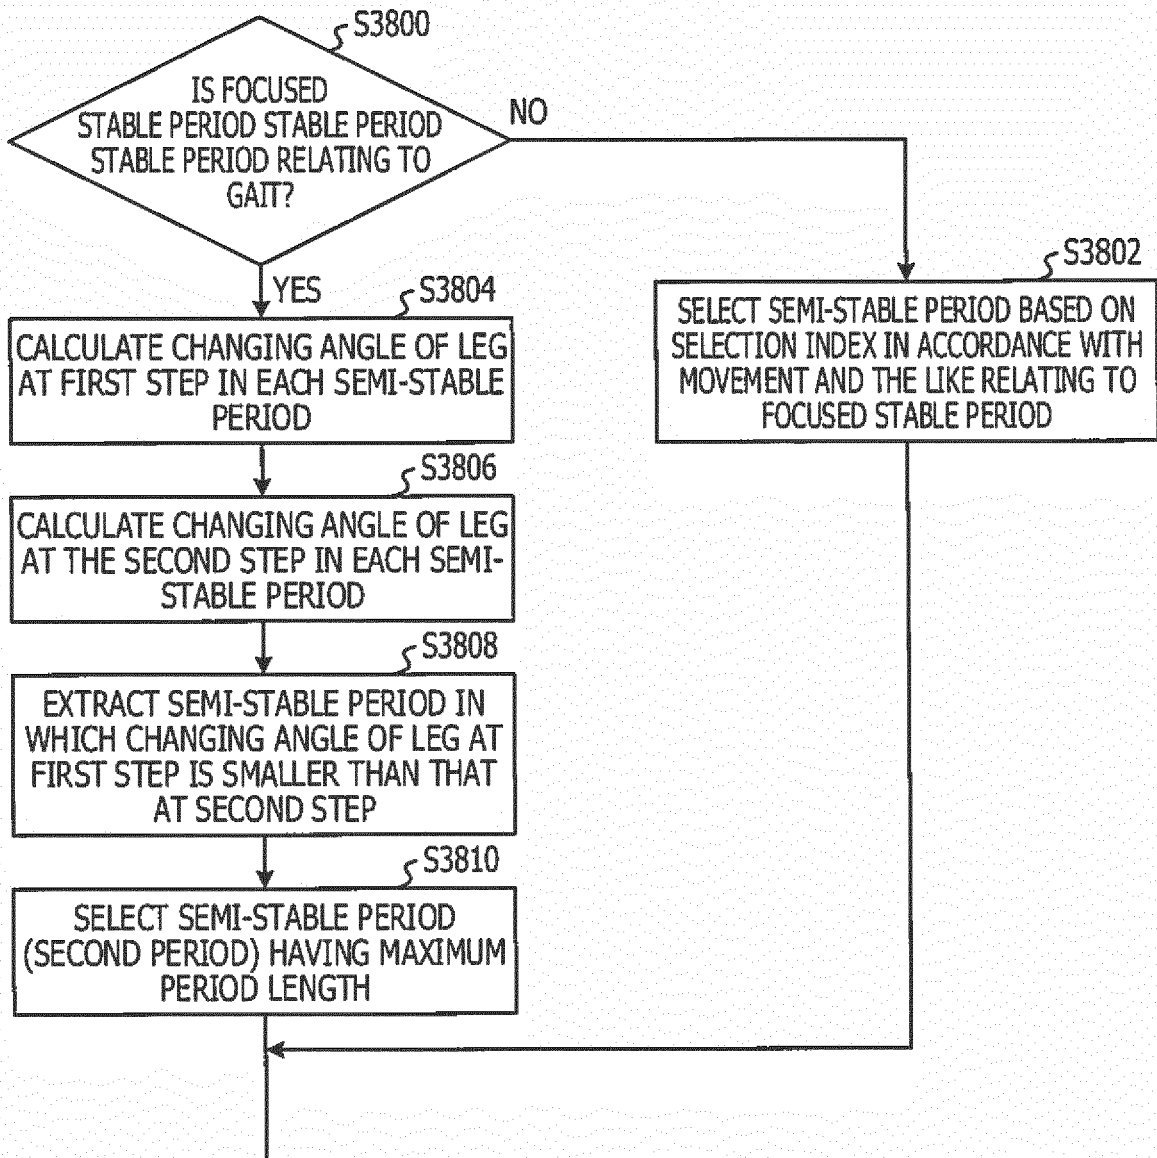 S3800
IS FOCUSED
STABLE PERIOD STABLE PERIOD
STABLE PERIOD RELATING TO
GAIT?
NO
YES
S3802
SELECT SEMI-STABLE PERIOD BASED ON
SELECTION INDEX IN ACCORDANCE WITH
MOVEMENT AND THE LIKE RELATING TO
FOCUSED STABLE PERIOD
S3804
CALCULATE CHANGING ANGLE OF LEG
AT FIRST STEP IN EACH SEMI-STABLE
PERIOD
S3806
CALCULATE CHANGING ANGLE OF LEG
AT THE SECOND STEP IN EACH SEMI-
STABLE PERIOD
S3808
EXTRACT SEMI-STABLE PERIOD IN
WHICH CHANGING ANGLE OF LEG AT
FIRST STEP IS SMALLER THAN THAT
AT SECOND STEP
S3810
SELECT SEMI-STABLE PERIOD
(SECOND PERIOD) HAVING MAXIMUM
PERIOD LENGTH